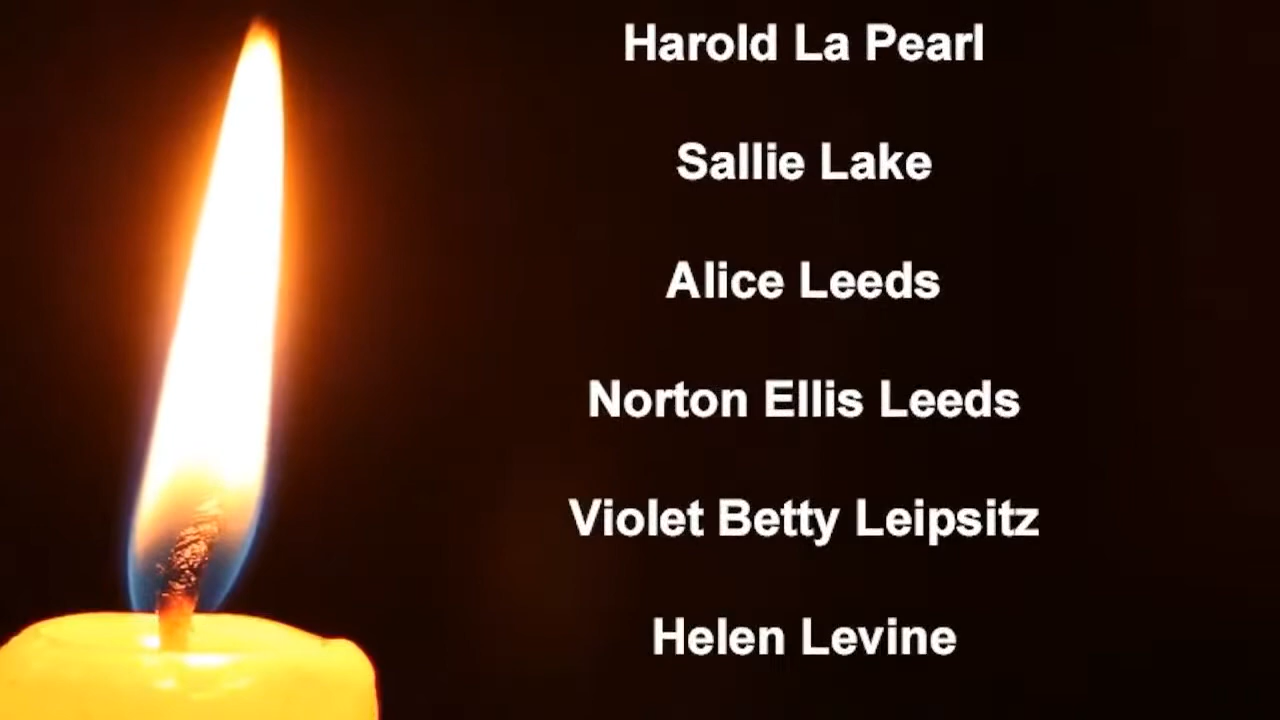 Harold La Pearl
Sallie Lake
Alice Leeds
Norton Ellis Leeds
Violet Betty Leipsitz
Helen Levine